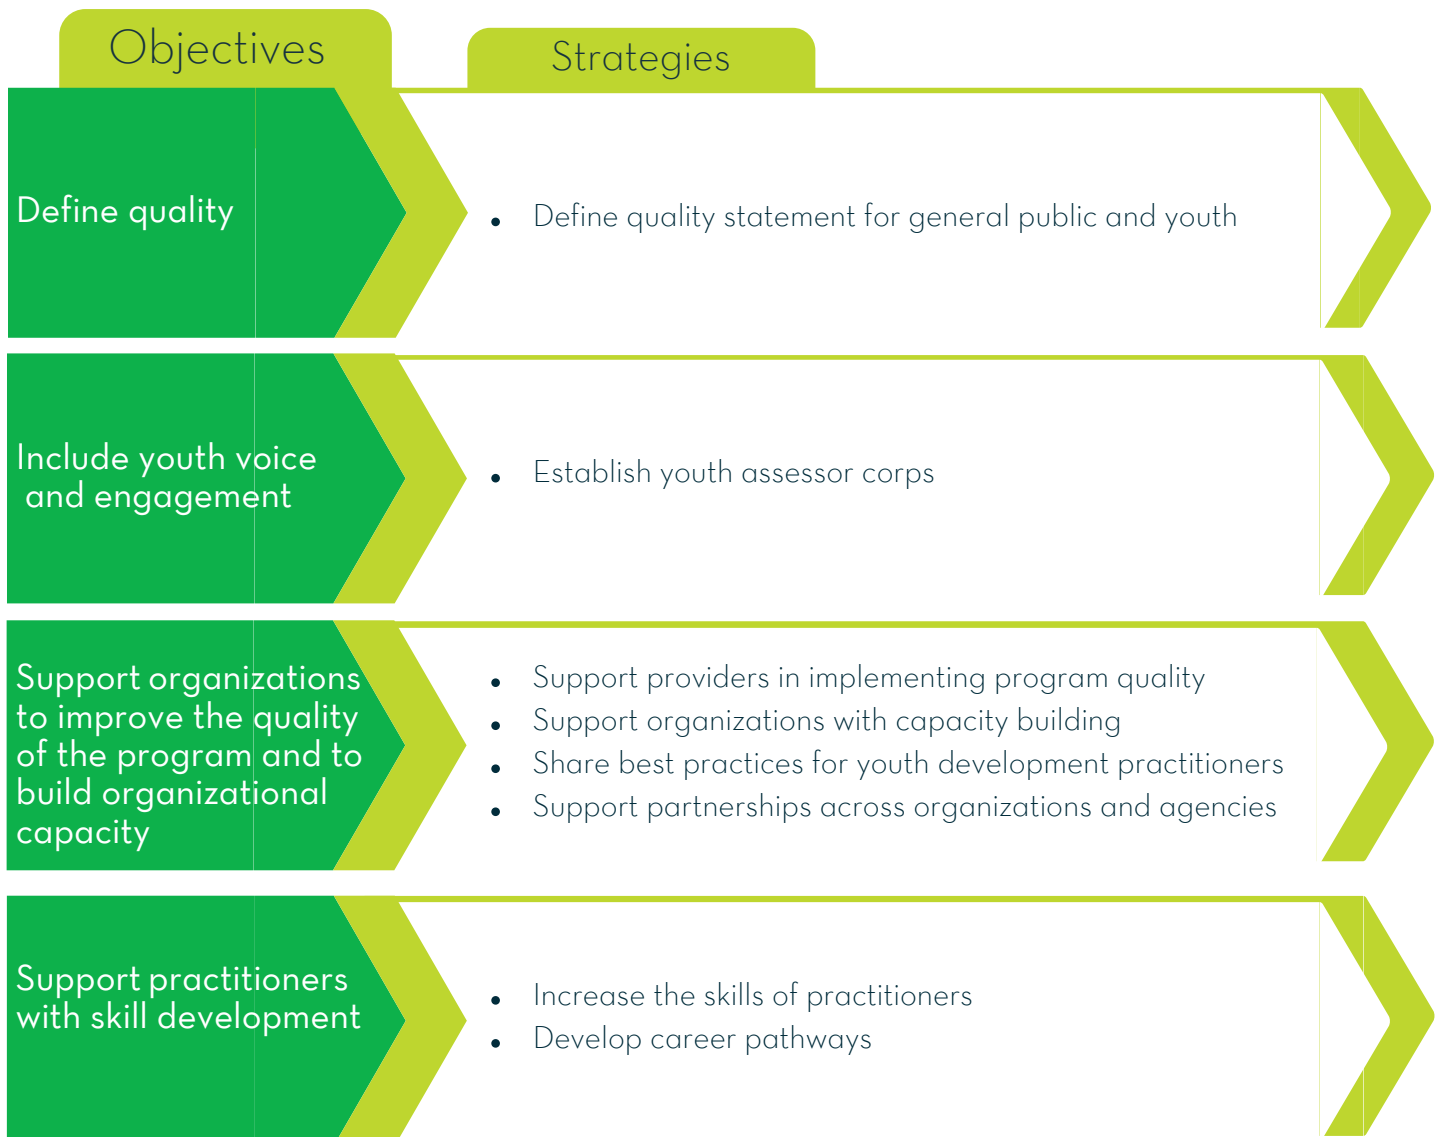 Objectives
Strategies
Define quality
• Define quality statement for general public and youth
Include youth voice
and engagement
• Establish youth assessor corps
Support organizations
to improve the quality
of the program and to
build organizational
capacity
• Support providers in implementing program quality
• Support organizations with capacity building
• Share best practices for youth development practitioners
• Support partnerships across organizations and agencies
Support practitioners
with skill development
• Increase the skills of practitioners
• Develop career pathways